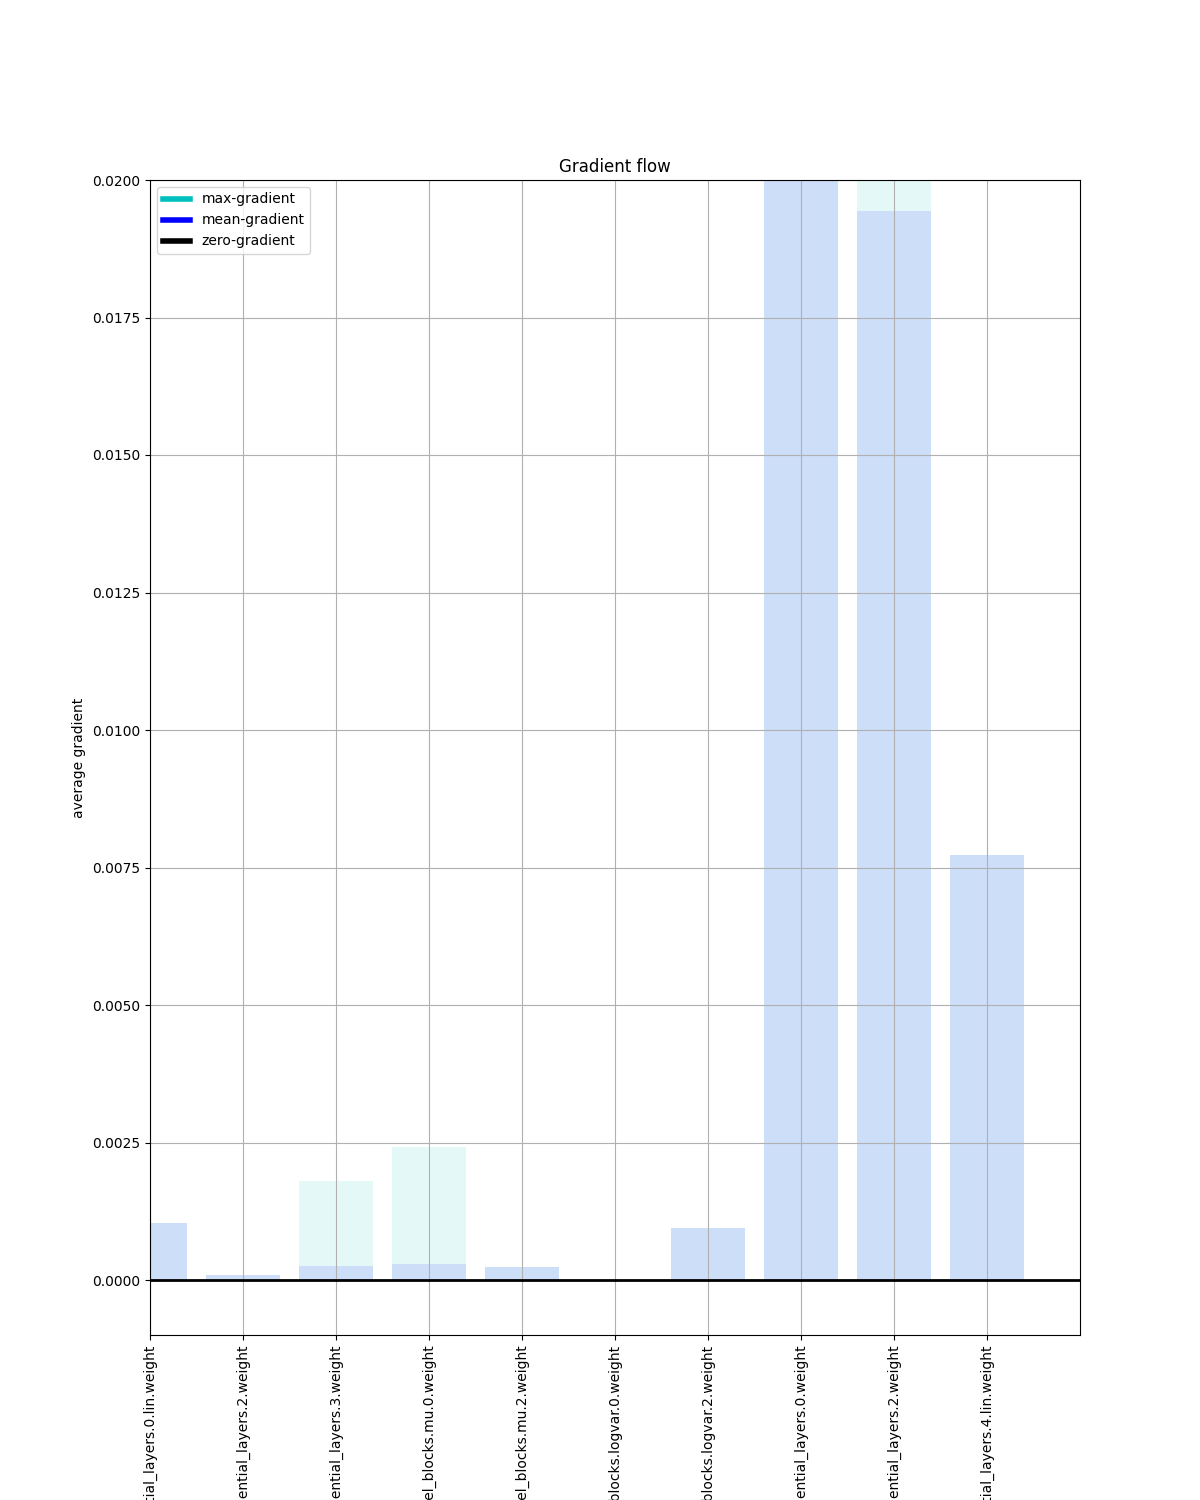 Gradient flow
max-gradient
mean-gradient
zero-gradient
0.0200
0.0175
0.0150
0.0125
0.0100
0.0075
0.0050
0.0025
0.0000
average gradient
tial_layers.0.lin.weight
ential_layers.2.weight
ential_layers.3.weight
el_blocks.mu.0.weight
el_blocks.mu.2.weight
blocks.logvar.0.weight
blocks.logvar.2.weight
ential_layers.0.weight
ential_layers.2.weight
tial_layers.4.lin.weight